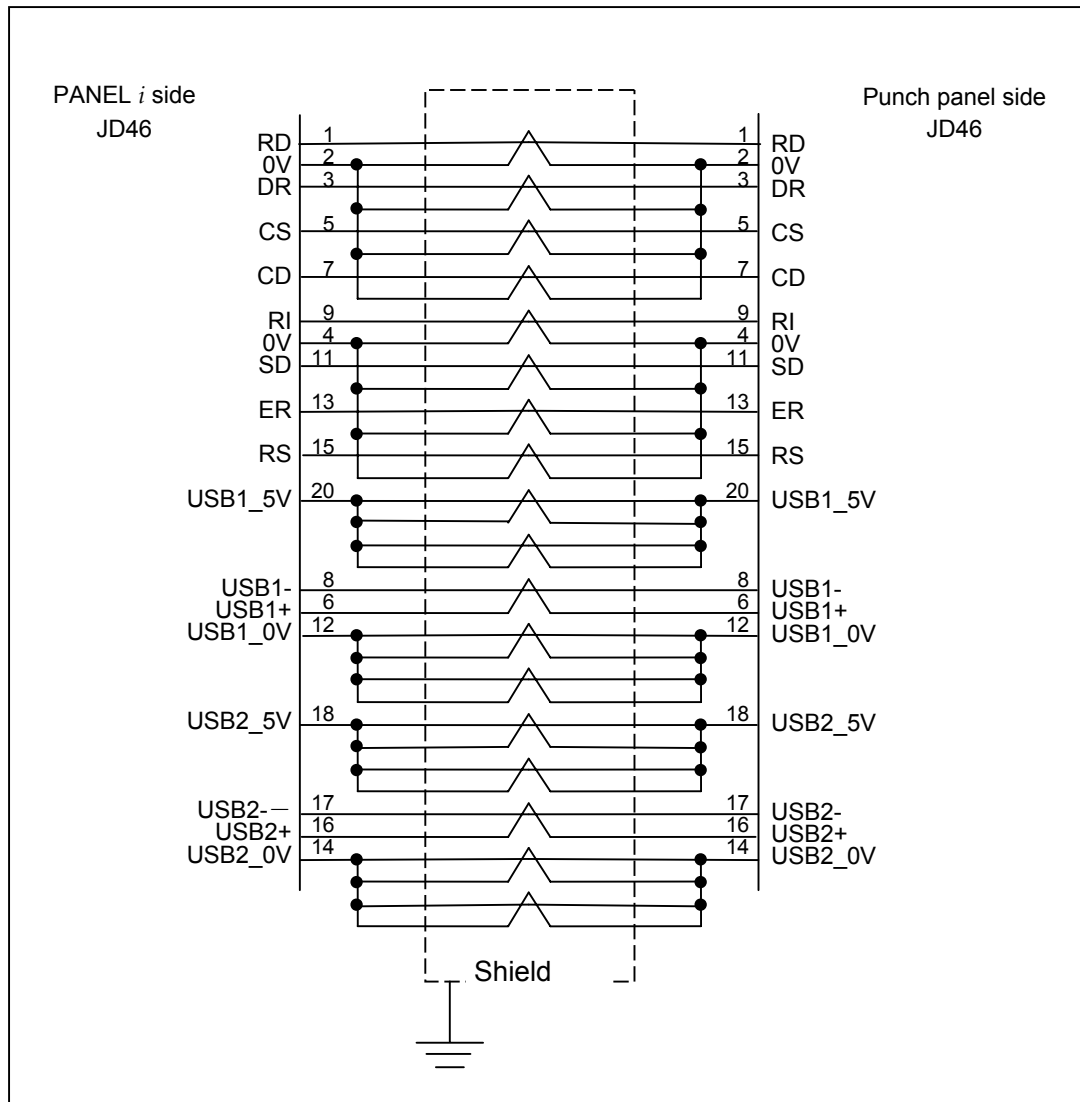 PANEL i side
JD46
Punch panel side
JD46
RD 1 1 RD
0V 2 2 0V
DR 3 3 DR
CS 5 5 CS
CD 7 7 CD
RI 9 9 RI
0V 4 4 0V
SD 11 11 SD
ER 13 13 ER
RS 15 15 RS
USB1_5V 20 20 USB1_5V
USB1- 8 8 USB1-
USB1+ 6 6 USB1+
USB1_0V 12 12 USB1_0V
USB2_5V 18 18 USB2_5V
USB2-− 17 17 USB2-
USB2+ 16 16 USB2+
USB2_0V 14 14 USB2_0V
Shield